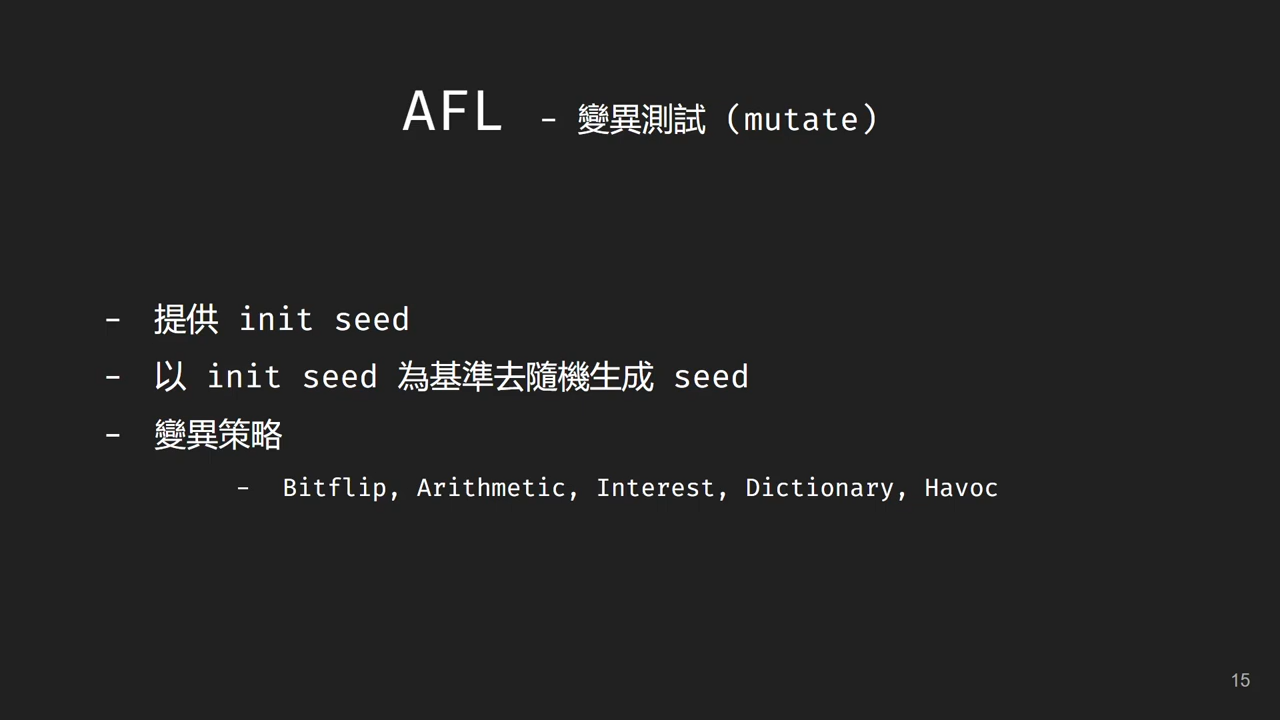 AFL - 變異測試 (mutate)
- 提供 init seed
- 以 init seed 為基準去隨機生成 seed
- 變異策略
- Bitflip, Arithmetic, Interest, Dictionary, Havoc
15